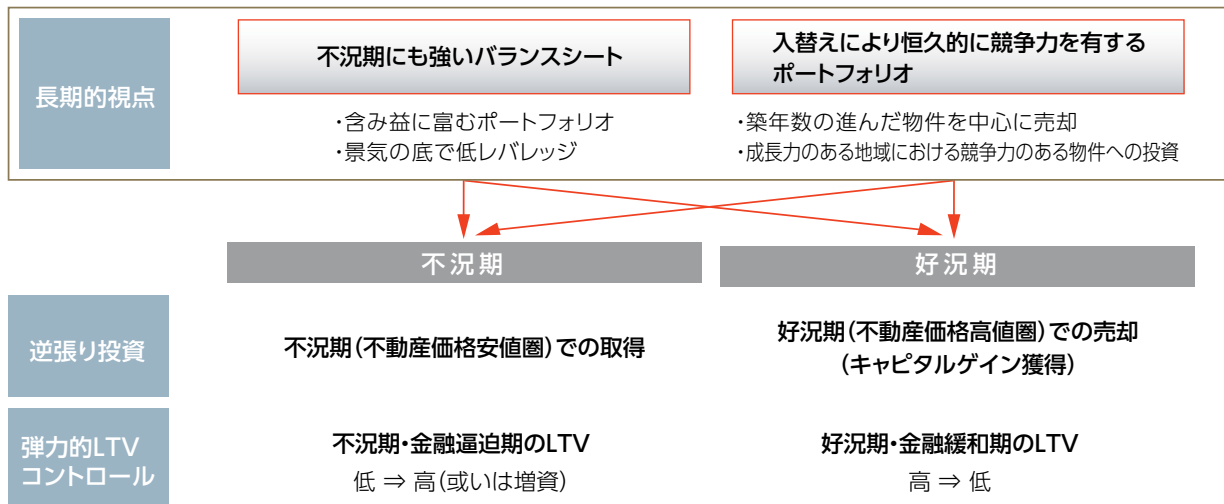 長期的視点
不況期にも強いバランスシート
・含み益に富むポートフォリオ
・景気の底で低レバレッジ
入替えにより恒久的に競争力を有する
ポートフォリオ
・築年数の進んだ物件を中心に売却
・成長力のある地域における競争力のある物件への投資
不況期
好況期
逆張り投資
不況期(不動産価格安値圏)での取得
好況期(不動産価格高値圏)での売却
(キャピタルゲイン獲得)
弾力的LTV
コントロール
不況期・金融逼迫期のLTV
低 ⇒ 高(或いは増資)
好況期・金融緩和期のLTV
高 ⇒ 低